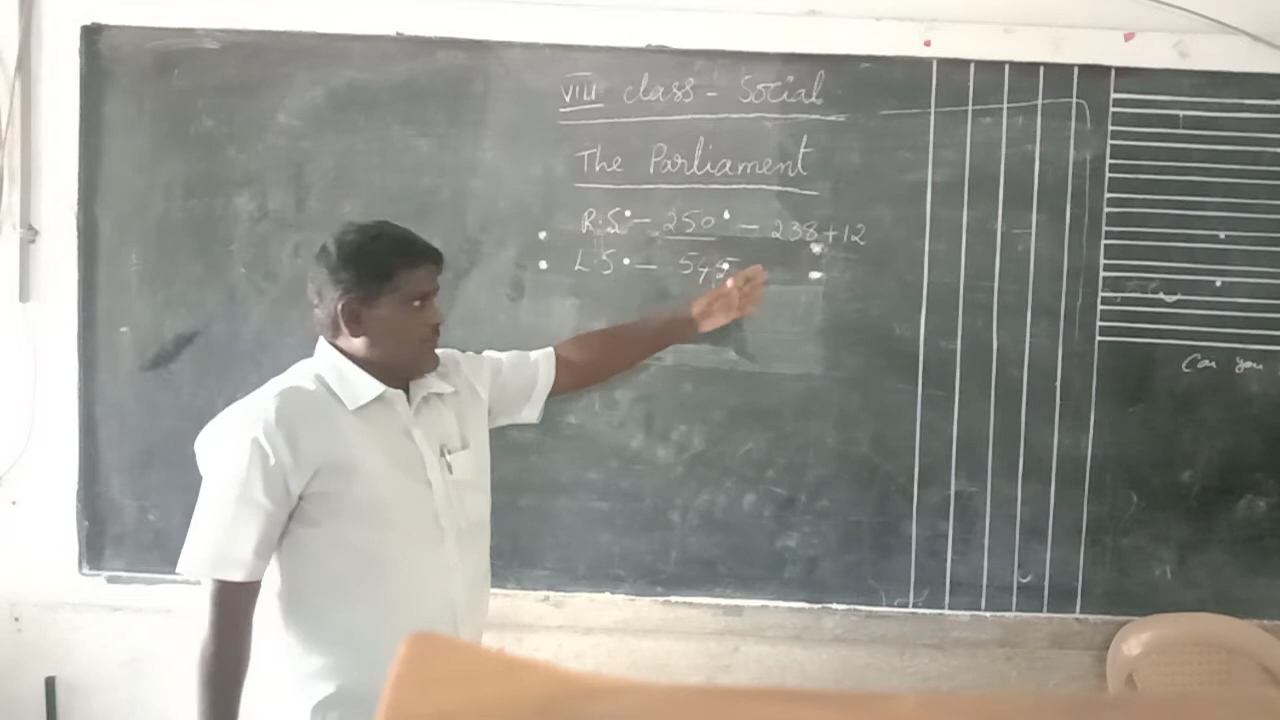 VIII class - Social
The Parliament
R.S - 250 - 238+12
L.S - 545
Can you